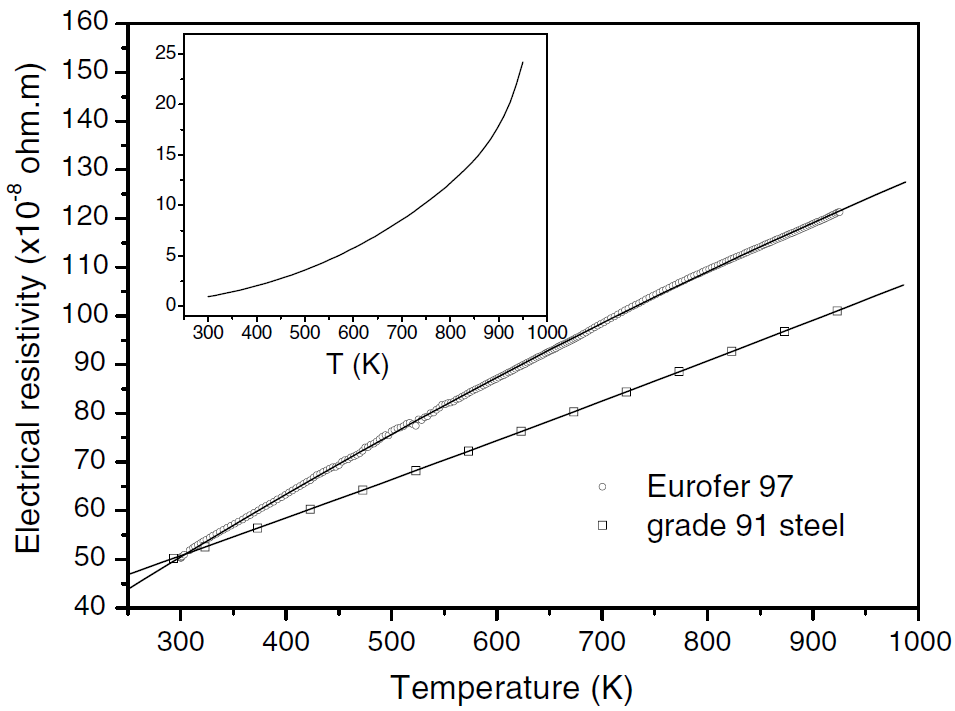 160
150
140
130
120
110
100
90
80
70
60
50
40
Electrical resistivity (x10⁻⁸ ohm.m)
25
20
15
10
5
0
300 400 500 600 700 800 900 1000
T (K)
Eurofer 97
grade 91 steel
300 400 500 600 700 800 900 1000
Temperature (K)